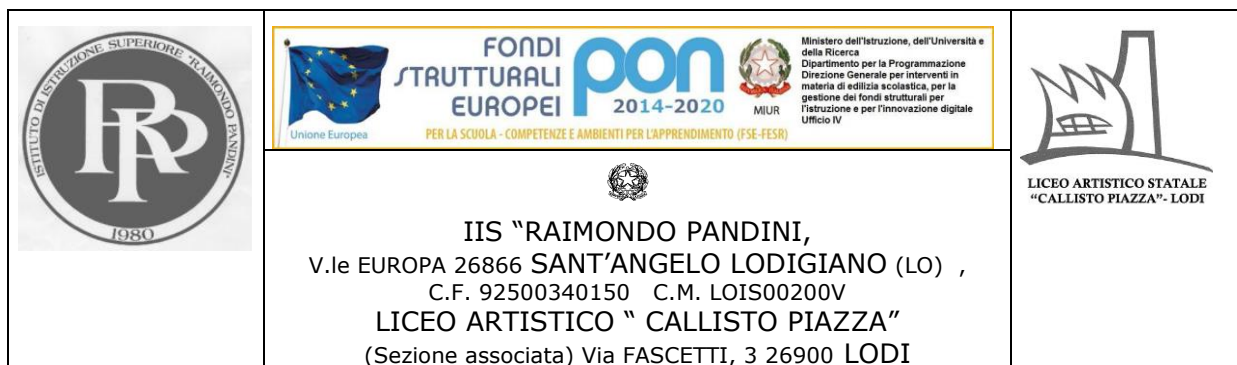 ISTITUTO DI ISTRUZIONE SUPERIORE "RAIMONDO PANDINI"
RP
1980
Unione Europea
FONDI
STRUTTURALI
EUROPEI
pon
2014-2020
MIUR
Ministero dell'Istruzione, dell'Università e
della Ricerca
Dipartimento per la Programmazione
Direzione Generale per interventi in
materia di edilizia scolastica, per la
gestione dei fondi strutturali per
l'istruzione e per l'innovazione digitale
Ufficio IV
PER LA SCUOLA - COMPETENZE E AMBIENTI PER L'APPRENDIMENTO (FSE-FESR)
IIS “RAIMONDO PANDINI,
V.le EUROPA 26866 SANT’ANGELO LODIGIANO (LO) ,
C.F. 92500340150 C.M. LOIS00200V
LICEO ARTISTICO “ CALLISTO PIAZZA”
(Sezione associata) Via FASCETTI, 3 26900 LODI
LICEO ARTISTICO STATALE
“CALLISTO PIAZZA”- LODI